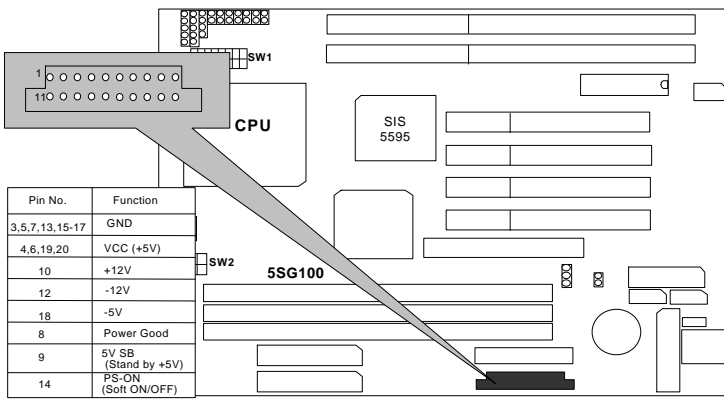 SW1
1
11
CPU
SIS
5595
Pin No. Function
3,5,7,13,15-17 GND
4,6,19,20 VCC (+5V)
10 +12V
12 -12V
18 -5V
8 Power Good
9 5V SB
(Stand by +5V)
14 PS-ON
(Soft ON/OFF)
SW2
5SG100